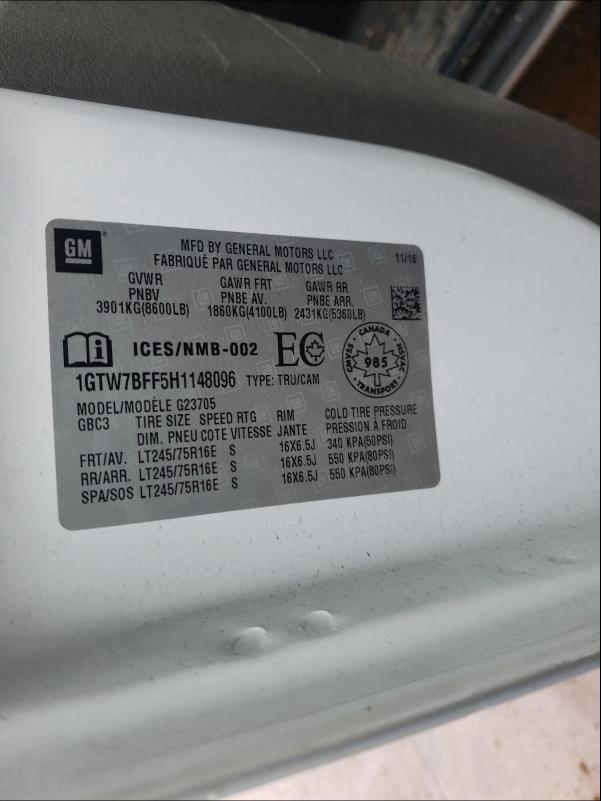 GM
MFD BY GENERAL MOTORS LLC
11/16
FABRIQUÉ PAR GENERAL MOTORS LLC
GVWR GAWR FRT GAWR RR
PNBV PNBE AV. PNBE ARR.
3901KG(8600LB) 1860KG(4100LB) 2431KG(5360LB)
ICES/NMB-002 EC
CANADA
CMVSS 985 NSVAC
TRANSPORT
1GTW7BFF5H1148096 TYPE: TRU/CAM
MODEL/MODÈLE G23705
GBC3 TIRE SIZE SPEED RTG RIM COLD TIRE PRESSURE
DIM. PNEU COTE VITESSE JANTE PRESSION À FROID
FRT/AV. LT245/75R16E S 16X6.5J 340 KPA(50PSI)
RR/ARR. LT245/75R16E S 16X6.5J 550 KPA(80PSI)
SPA/SOS LT245/75R16E S 16X6.5J 550 KPA(80PSI)